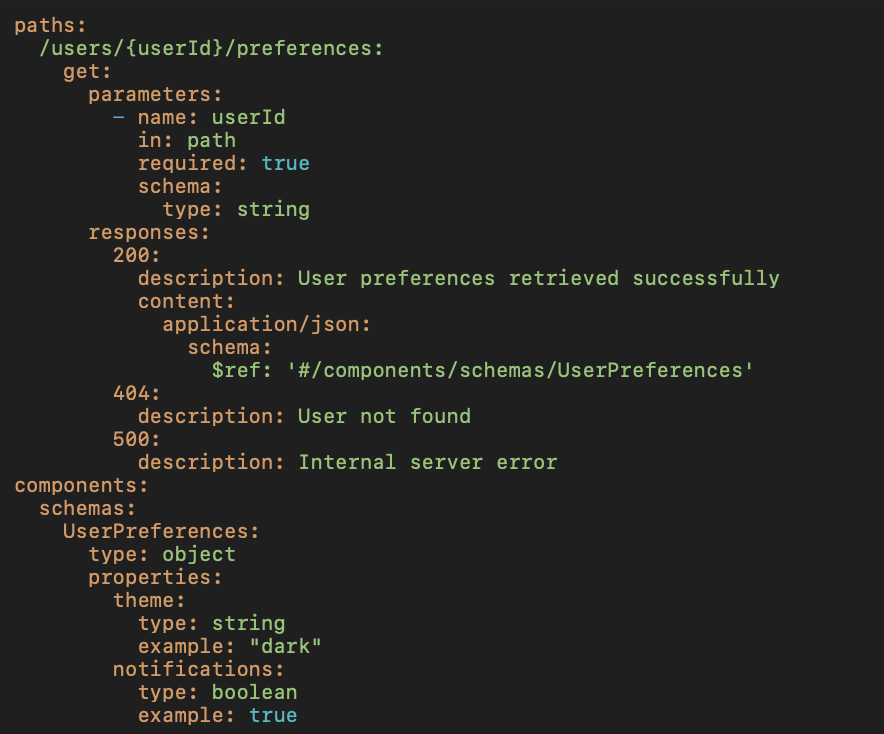 paths:
  /users/{userId}/preferences:
    get:
      parameters:
        - name: userId
          in: path
          required: true
          schema:
            type: string
      responses:
        200:
          description: User preferences retrieved successfully
          content:
            application/json:
              schema:
                $ref: '#/components/schemas/UserPreferences'
        404:
          description: User not found
        500:
          description: Internal server error
components:
  schemas:
    UserPreferences:
      type: object
      properties:
        theme:
          type: string
          example: "dark"
        notifications:
          type: boolean
          example: true